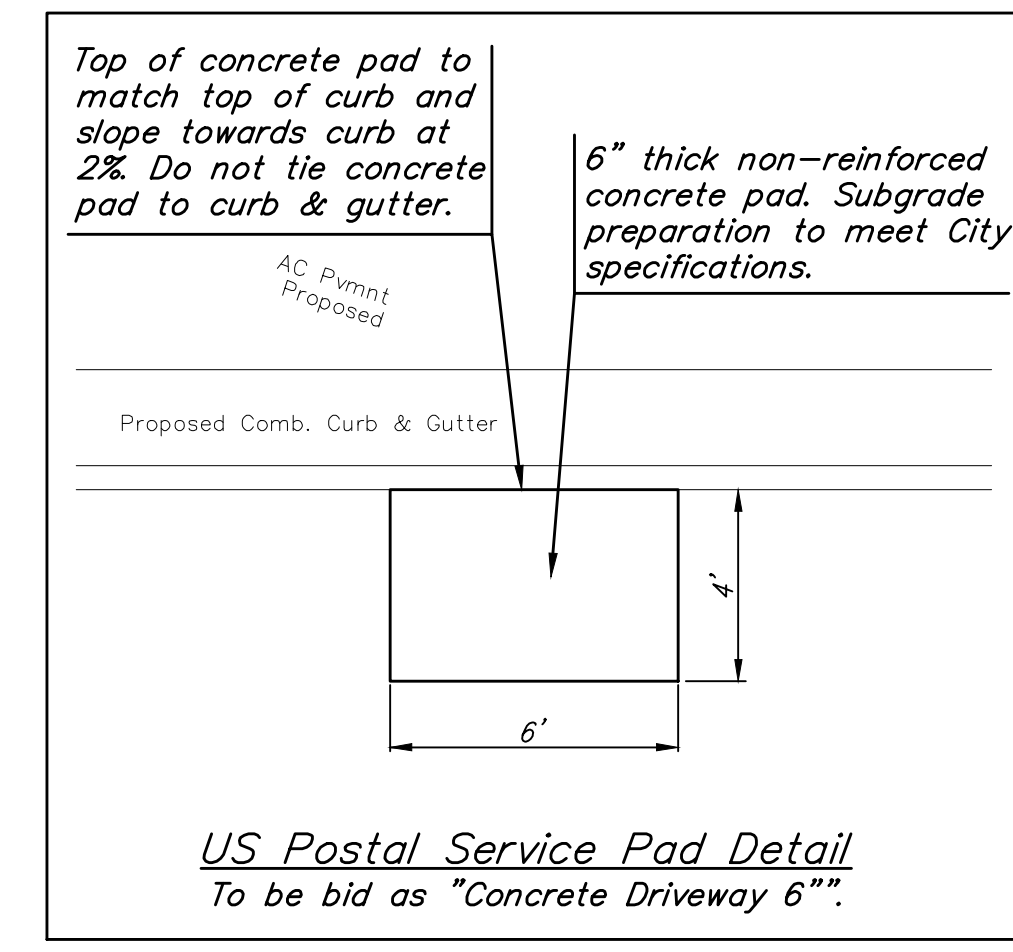 Top of concrete pad to
match top of curb and
slope towards curb at
2%. Do not tie concrete
pad to curb & gutter.
6" thick non-reinforced
concrete pad. Subgrade
preparation to meet City
specifications.
AC Pvmnt
Proposed
Proposed Comb. Curb & Gutter
4'
6'
US Postal Service Pad Detail
To be bid as "Concrete Driveway 6"".